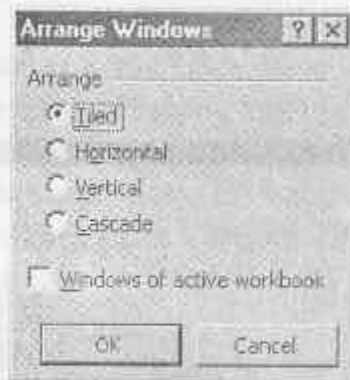 Arrange Windows ? X
Arrange
Tiled
Horizontal
Vertical
Cascade
Windows of active workbook
OK Cancel